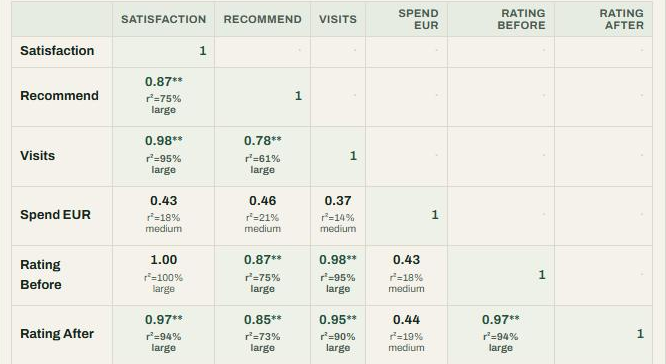 SATISFACTION RECOMMEND VISITS SPEND EUR RATING BEFORE RATING AFTER
Satisfaction 1 · · · · ·
Recommend 0.87** r²=75% large 1 · · · ·
Visits 0.98** r²=95% large 0.78** r²=61% large 1 · · ·
Spend EUR 0.43 r²=18% medium 0.46 r²=21% medium 0.37 r²=14% medium 1 · ·
Rating Before 1.00 r²=100% large 0.87** r²=75% large 0.98** r²=95% large 0.43 r²=18% medium 1 ·
Rating After 0.97** r²=94% large 0.85** r²=73% large 0.95** r²=90% large 0.44 r²=19% medium 0.97** r²=94% large 1